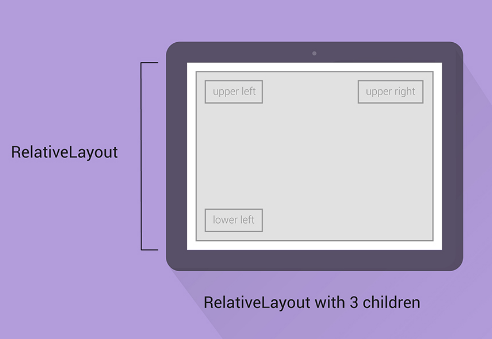 upper left
upper right
RelativeLayout
lower left
RelativeLayout with 3 children